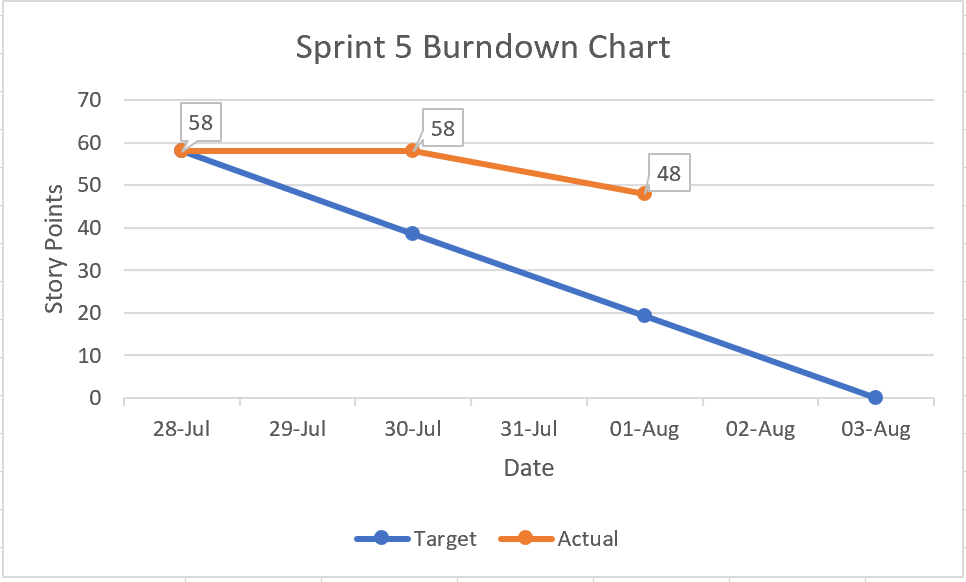 Sprint 5 Burndown Chart
70
60
50
40
30
20
10
0
58
58
48
Story Points
28-Jul 29-Jul 30-Jul 31-Jul 01-Aug 02-Aug 03-Aug
Date
Target Actual